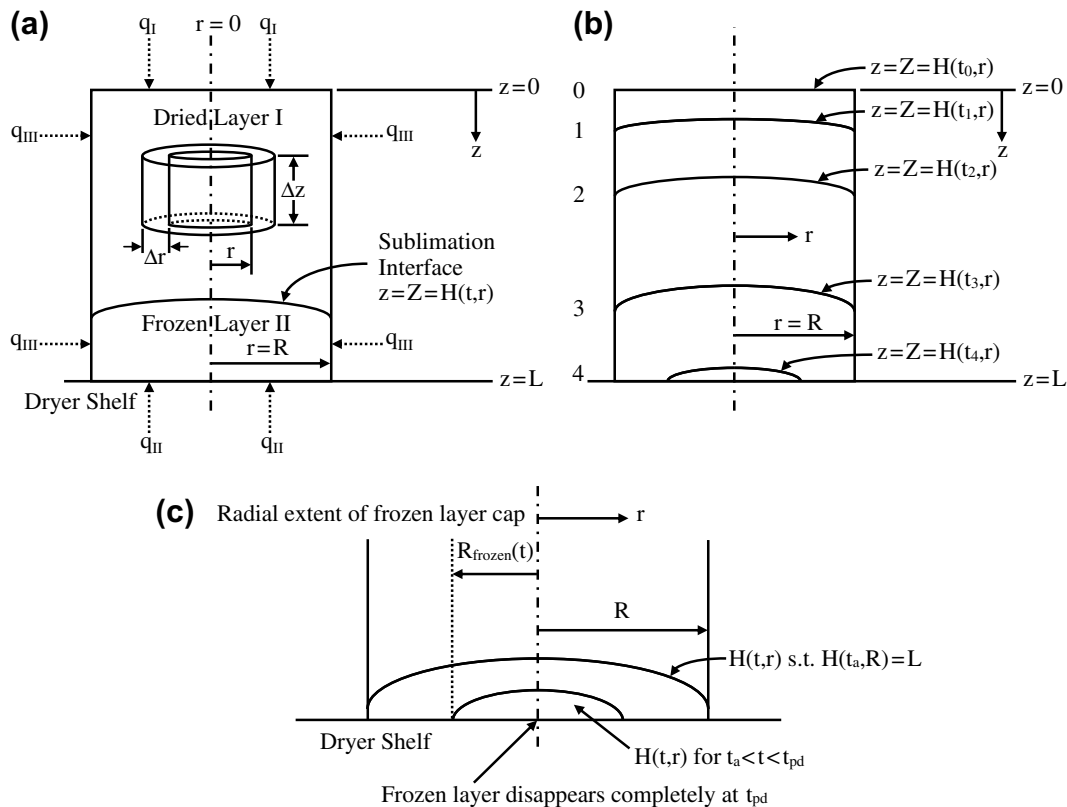 (a)
q_I r = 0 q_I
z=0
Dried Layer I
q_III q_III
z
Δz
Δr r
Sublimation
Interface
z=Z=H(t,r)
Frozen Layer II
q_III r=R q_III
z=L
Dryer Shelf
q_II q_II
(b)
z=Z=H(t_0,r)
0 z=0
z=Z=H(t_1,r)
1
z
z=Z=H(t_2,r)
2
r
z=Z=H(t_3,r)
3
r=R
z=Z=H(t_4,r)
4
z=L
(c)
Radial extent of frozen layer cap r
R_frozen(t)
R
H(t,r) s.t. H(t_a,R)=L
Dryer Shelf
H(t,r) for t_a<t<t_pd
Frozen layer disappears completely at t_pd